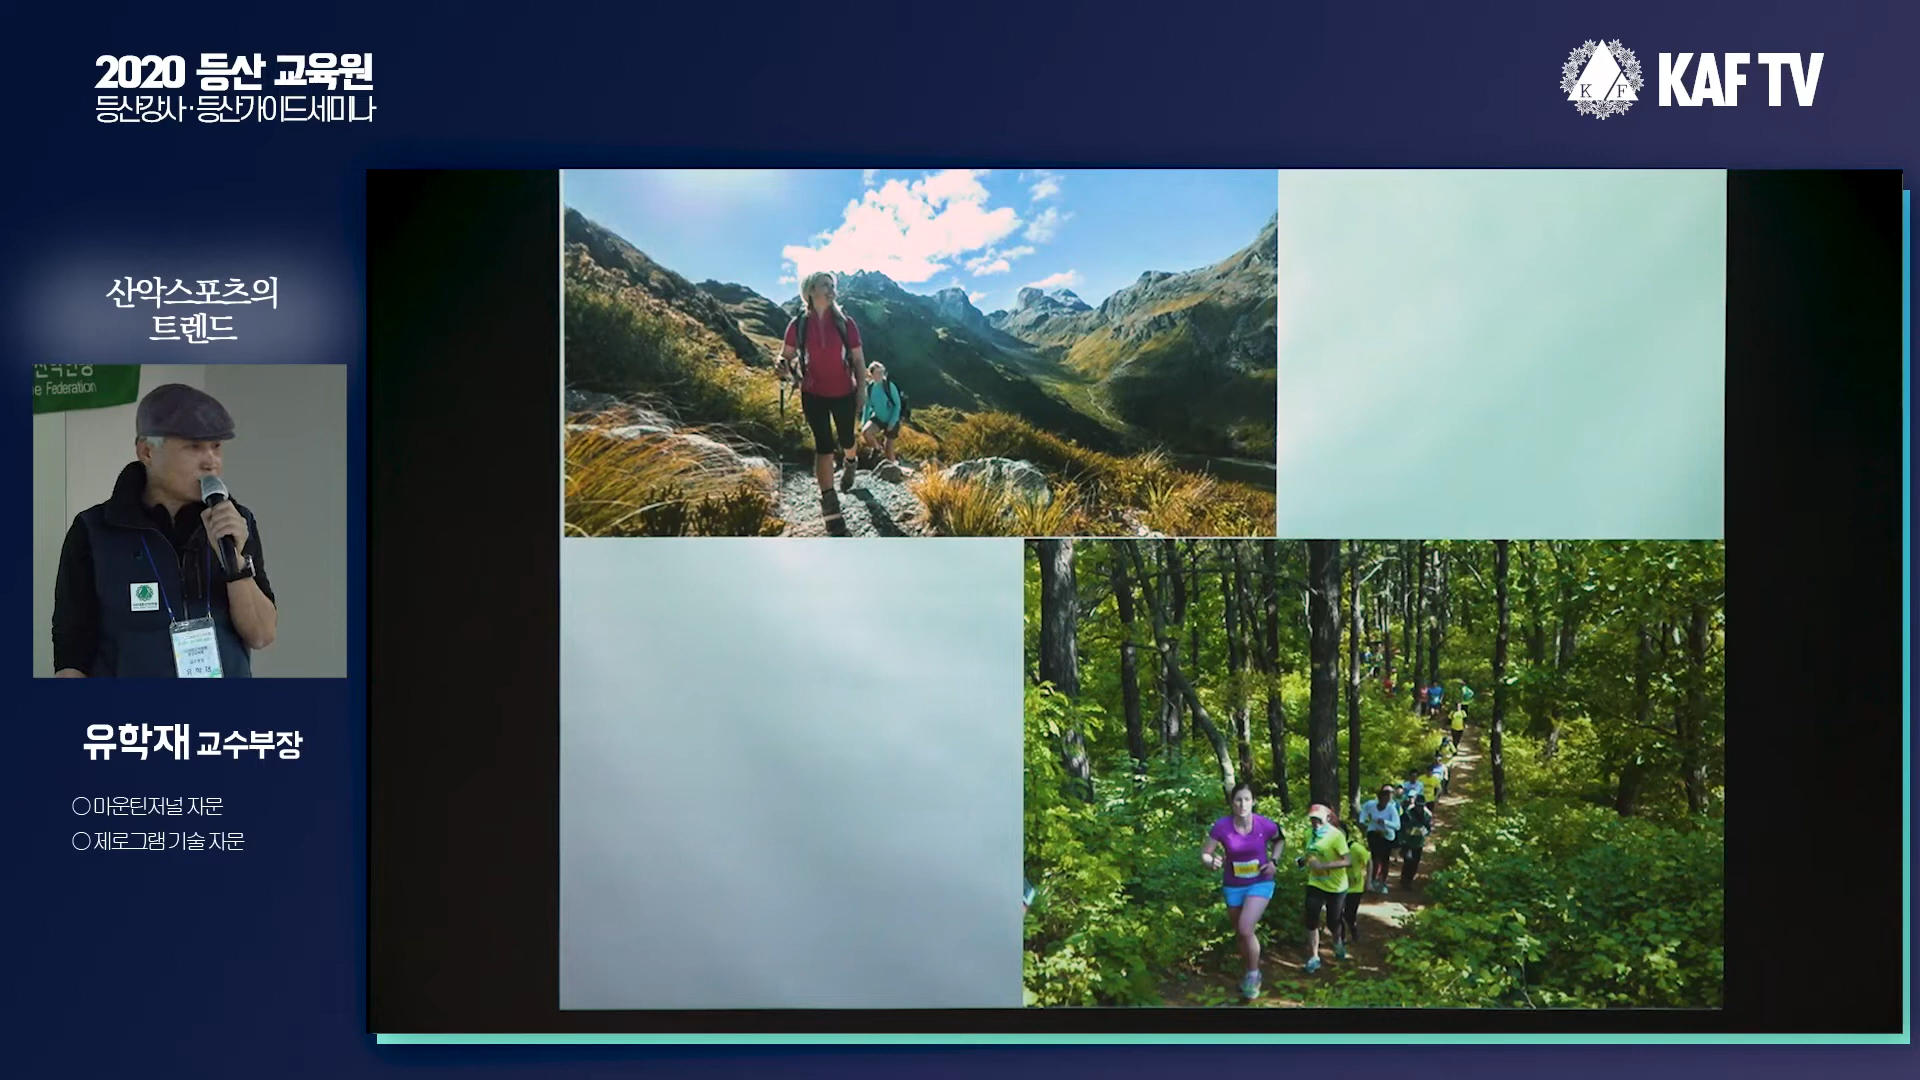 2020 등산 교육원
등산강사·등산가이드세미나
K F
KAF TV
산악스포츠의
트렌드
e Federation
유학재 교수부장
○ 마운틴저널 자문
○ 제로그램 기술 자문